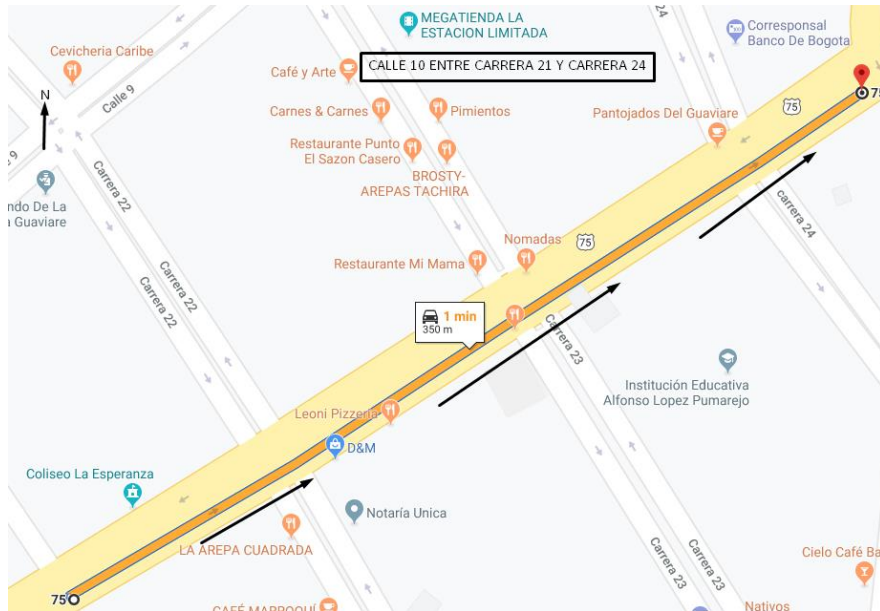 MEGATIENDA LA
ESTACION LIMITADA
Corresponsal
Banco De Bogota
Cevicheria Caribe
Café y Arte
CALLE 10 ENTRE CARRERA 21 Y CARRERA 24
N
Calle 9
75
75
Carnes & Carnes
Pimientos
Pantojados Del Guaviare
Restaurante Punto
El Sazon Casero
BROSTY-
AREPAS TACHIRA
9
ndo De La
a Guaviare
Carrera 22
Carrera 22
carrera 24
Carrera 24
Nomadas
75
Restaurante Mi Mama
1 min
350 m
Carrera 23
Institución Educativa
Alfonso Lopez Pumarejo
Leoni Pizzeria
D&M
Coliseo La Esperanza
Notaría Unica
LA AREPA CUADRADA
Carrera 23
Carrera 23
Cielo Café Ba
75
CAFÉ MARROQUÍ
Nativos